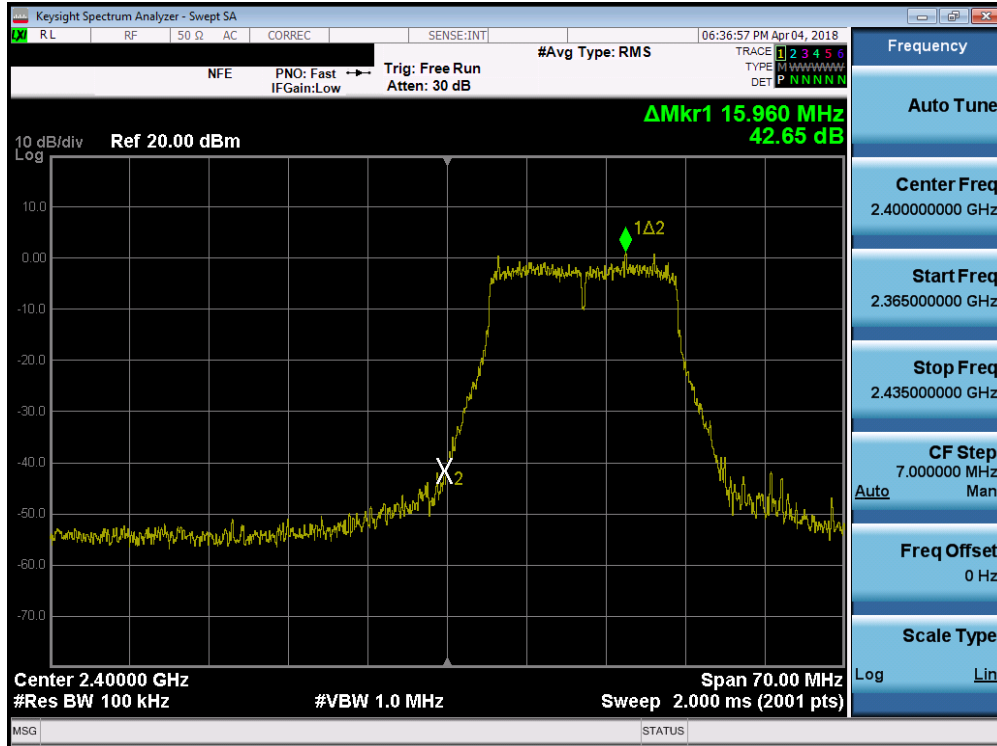 Keysight Spectrum Analyzer - Swept SA
LXI RL RF 50 Ω AC CORREC SENSE:INT 06:36:57 PM Apr 04, 2018
NFE PNO: Fast Trig: Free Run #Avg Type: RMS TRACE 1 2 3 4 5 6
IFGain:Low Atten: 30 dB TYPE M WWWWW
DET P N N N N N
ΔMkr1 15.960 MHz
42.65 dB
10 dB/div Ref 20.00 dBm
Log
10.0
0.00
-10.0
-20.0
-30.0
-40.0
-50.0
-60.0
-70.0
1Δ2
2
Center 2.40000 GHz Span 70.00 MHz
#Res BW 100 kHz #VBW 1.0 MHz Sweep 2.000 ms (2001 pts)
MSG STATUS
Frequency
Auto Tune
Center Freq
2.400000000 GHz
Start Freq
2.365000000 GHz
Stop Freq
2.435000000 GHz
CF Step
7.000000 MHz
Auto Man
Freq Offset
0 Hz
Scale Type
Log Lin